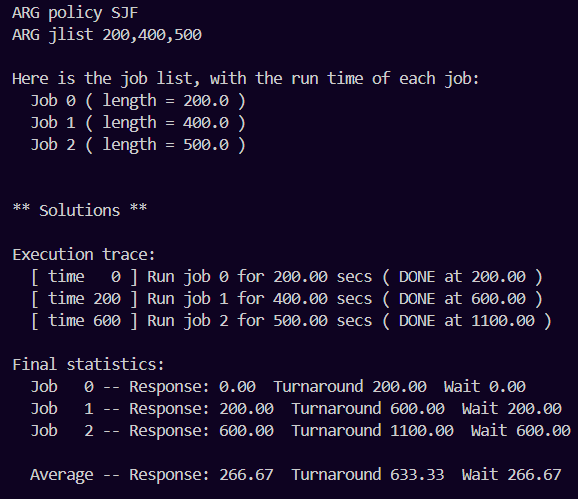 ARG policy SJF
ARG jlist 200,400,500
Here is the job list, with the run time of each job:
Job 0 ( length = 200.0 )
Job 1 ( length = 400.0 )
Job 2 ( length = 500.0 )
** Solutions **
Execution trace:
[ time   0 ] Run job 0 for 200.00 secs ( DONE at 200.00 )
[ time 200 ] Run job 1 for 400.00 secs ( DONE at 600.00 )
[ time 600 ] Run job 2 for 500.00 secs ( DONE at 1100.00 )
Final statistics:
Job   0 -- Response: 0.00  Turnaround 200.00  Wait 0.00
Job   1 -- Response: 200.00  Turnaround 600.00  Wait 200.00
Job   2 -- Response: 600.00  Turnaround 1100.00  Wait 600.00
Average -- Response: 266.67  Turnaround 633.33  Wait 266.67